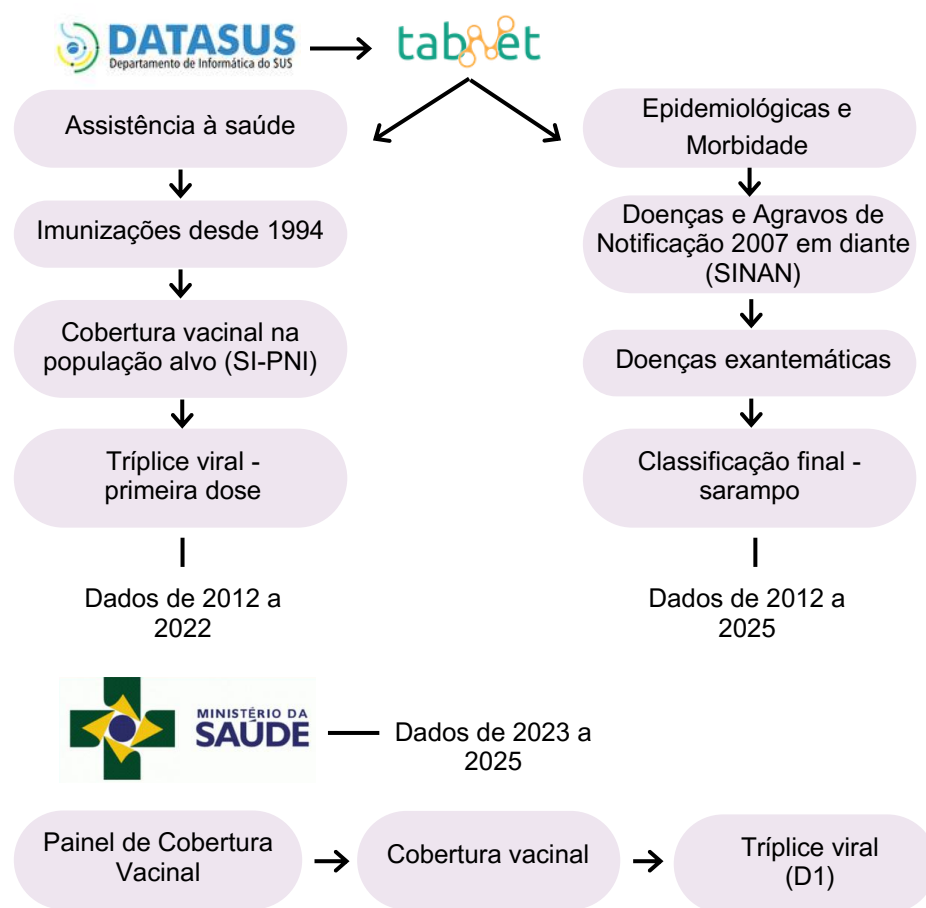 DATASUS
Departamento de Informática do SUS
tabnet
Assistência à saúde
Imunizações desde 1994
Cobertura vacinal na
população alvo (SI-PNI)
Tríplice viral -
primeira dose
Dados de 2012 a
2022
Epidemiológicas e
Morbidade
Doenças e Agravos de
Notificação 2007 em diante
(SINAN)
Doenças exantemáticas
Classificação final -
sarampo
Dados de 2012 a
2025
MINISTÉRIO DA
SAÚDE
Dados de 2023 a
2025
Painel de Cobertura
Vacinal
Cobertura vacinal
Tríplice viral
(D1)